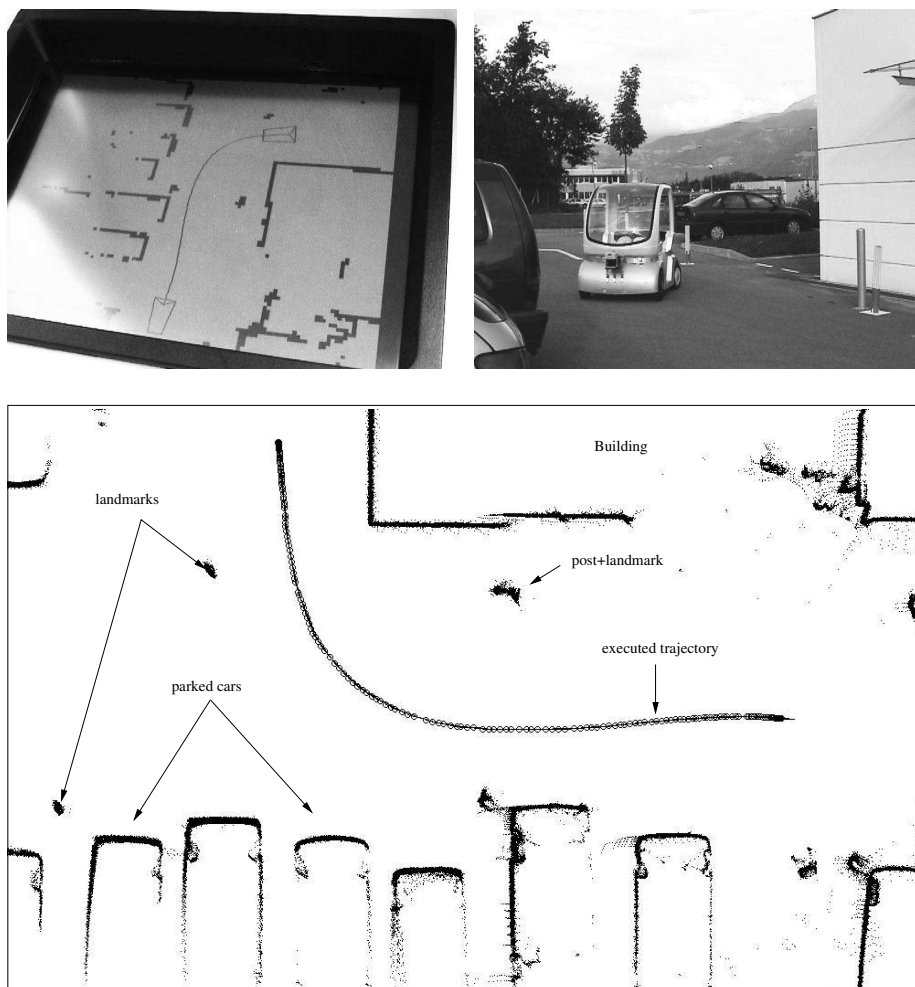 Building
landmarks
post+landmark
executed trajectory
parked cars